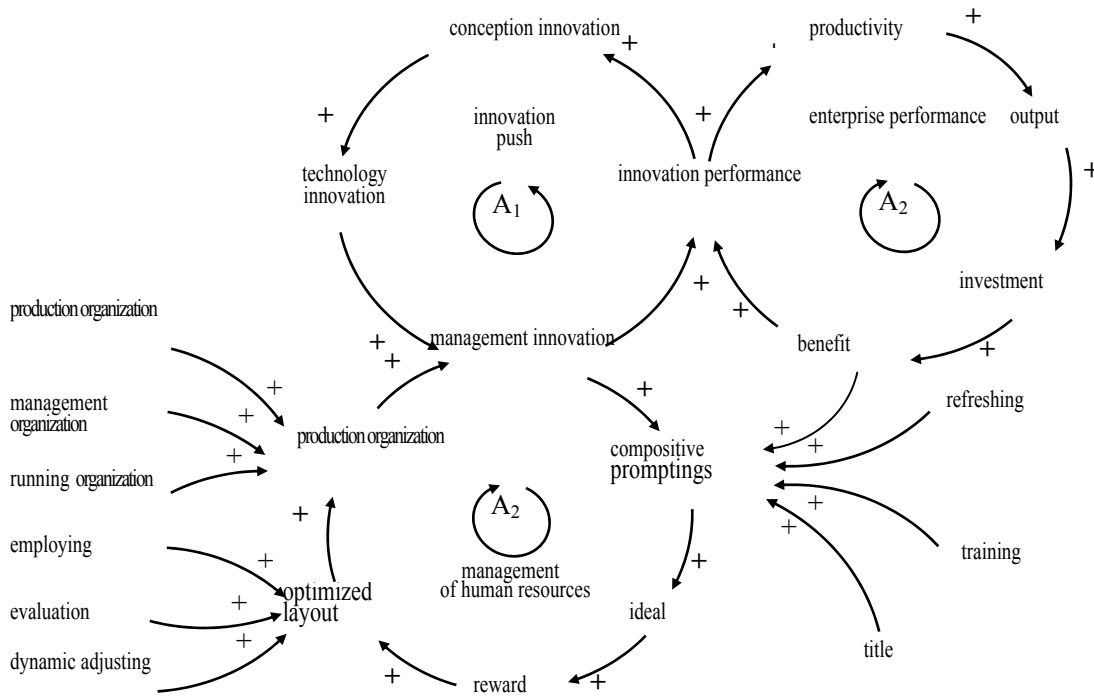 conception innovation
productivity
+
+
+
+
innovation
push
enterprise performance
output
technology
innovation
innovation performance
+
+
A1
A2
investment
production organization
+
+
management innovation
benefit
+
+
+
+
+
refreshing
management
organization
+
production organization
+
+
compositive
promptings
+
running organization
A2
+
+
+
employing
training
+
management
of human resources
+
optimized
layout
evaluation
+
ideal
+
title
dynamic adjusting
+
reward
+